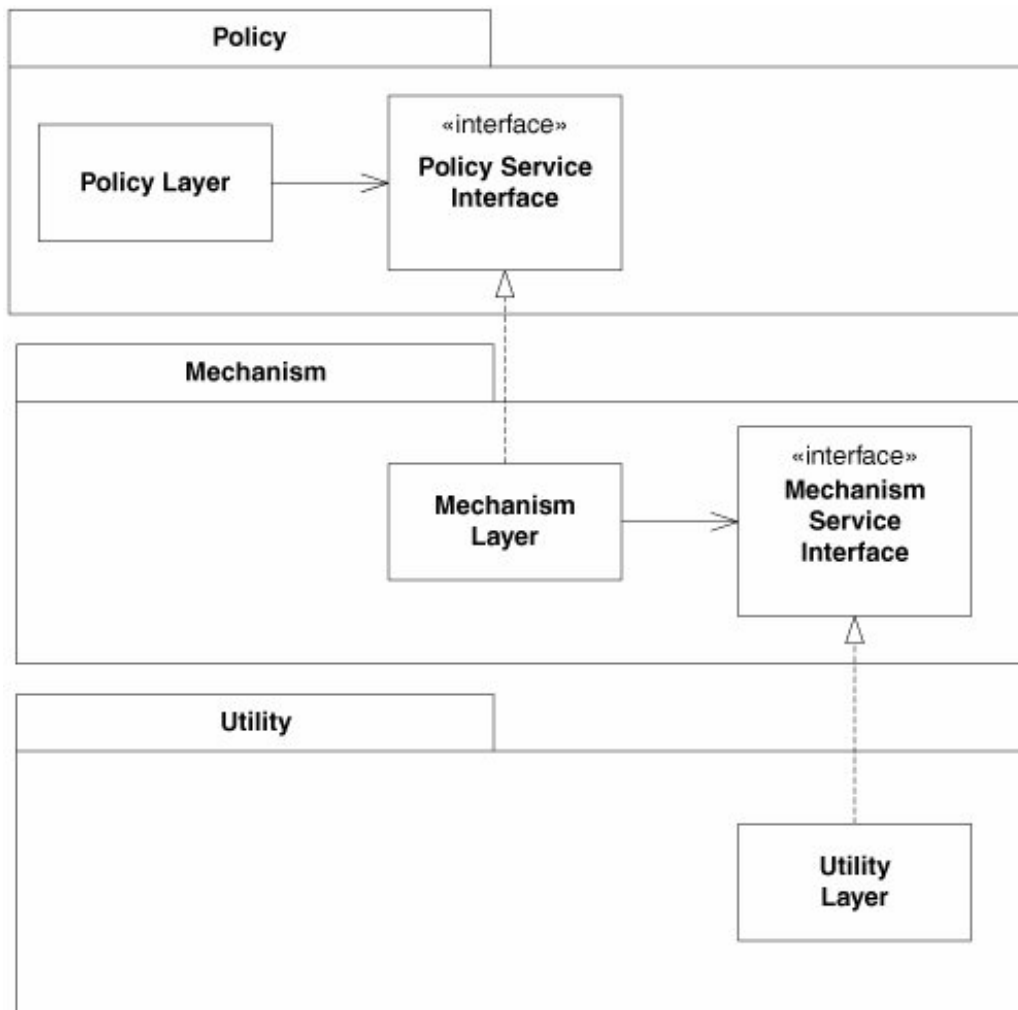 Policy
«interface»
Policy Layer
Policy Service
Interface
Mechanism
«interface»
Mechanism
Service
Interface
Mechanism
Layer
Utility
Utility
Layer